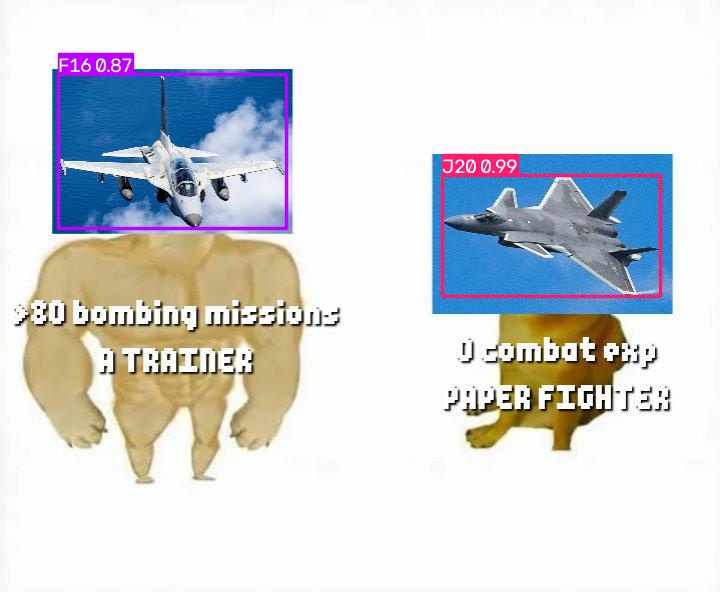 F16 0.87
J20 0.99
>80 bombing missions
A TRAINER
0 combat exp
PAPER FIGHTER